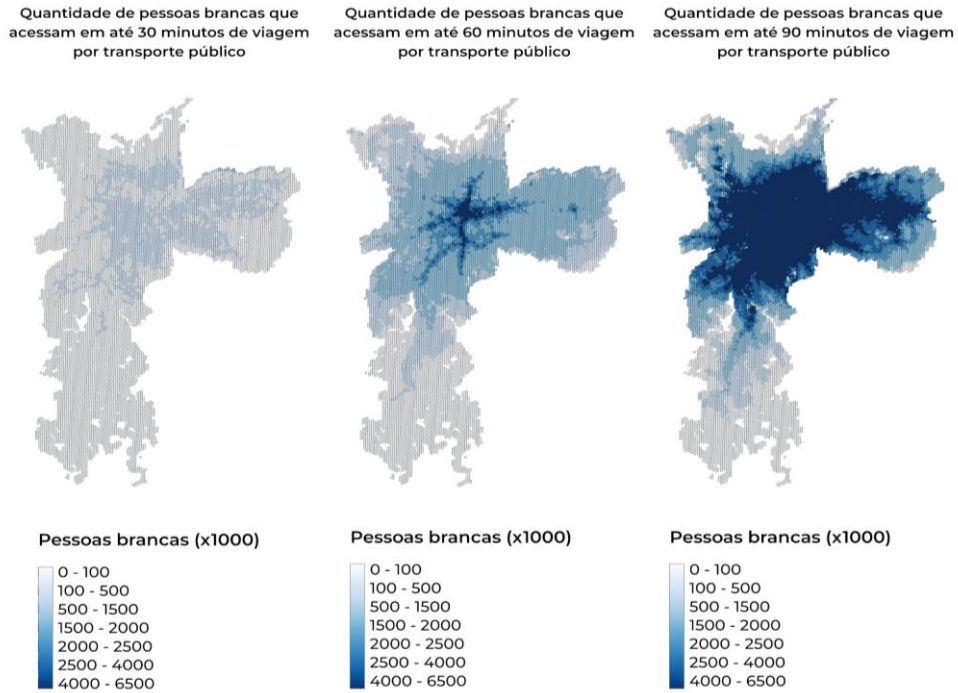 Quantidade de pessoas brancas que
acessam em até 30 minutos de viagem
por transporte público
Quantidade de pessoas brancas que
acessam em até 60 minutos de viagem
por transporte público
Quantidade de pessoas brancas que
acessam em até 90 minutos de viagem
por transporte público
Pessoas brancas (x1000)
0 - 100
100 - 500
500 - 1500
1500 - 2000
2000 - 2500
2500 - 4000
4000 - 6500
Pessoas brancas (x1000)
0 - 100
100 - 500
500 - 1500
1500 - 2000
2000 - 2500
2500 - 4000
4000 - 6500
Pessoas brancas (x1000)
0 - 100
100 - 500
500 - 1500
1500 - 2000
2000 - 2500
2500 - 4000
4000 - 6500